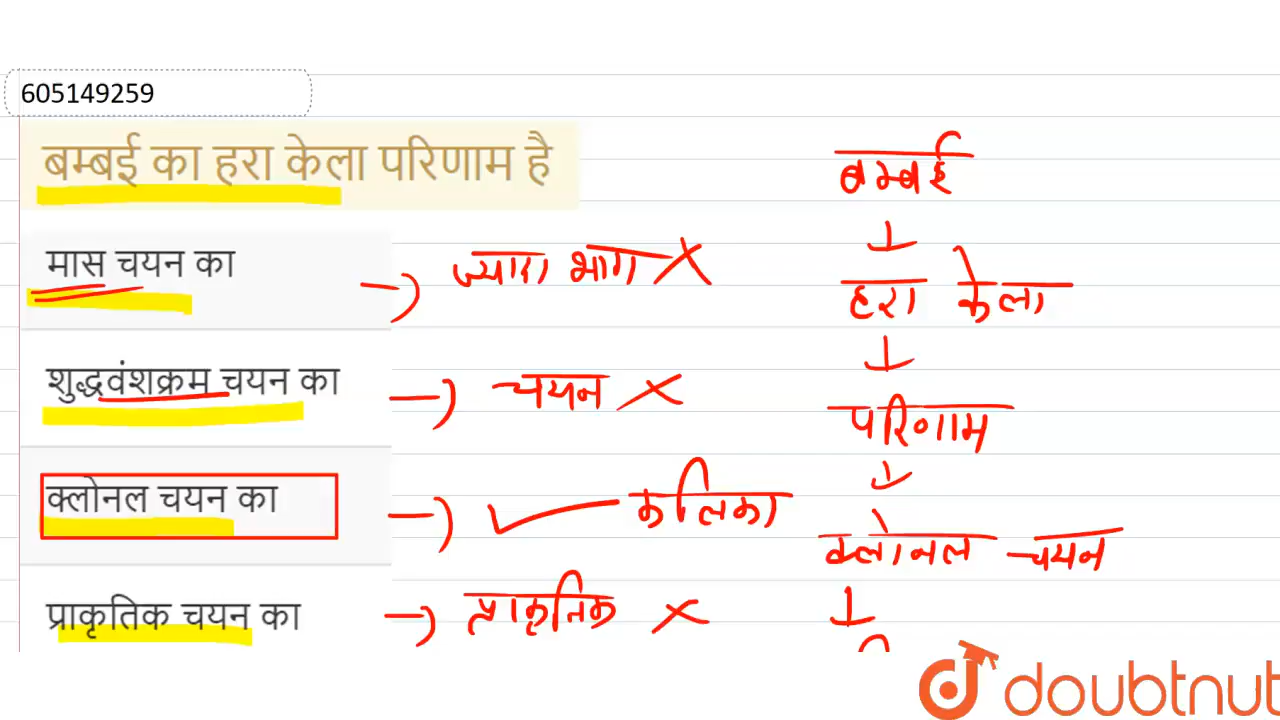 605149259
बम्बई का हरा केला परिणाम है
मास चयन का
शुद्धवंशक्रम चयन का
क्लोनल चयन का
प्राकृतिक चयन का
ज्यादा भाग
चयन
कलिका
प्राकृतिक
बम्बई
हरा केला
परिणाम
क्लोनल चयन
doubtnut